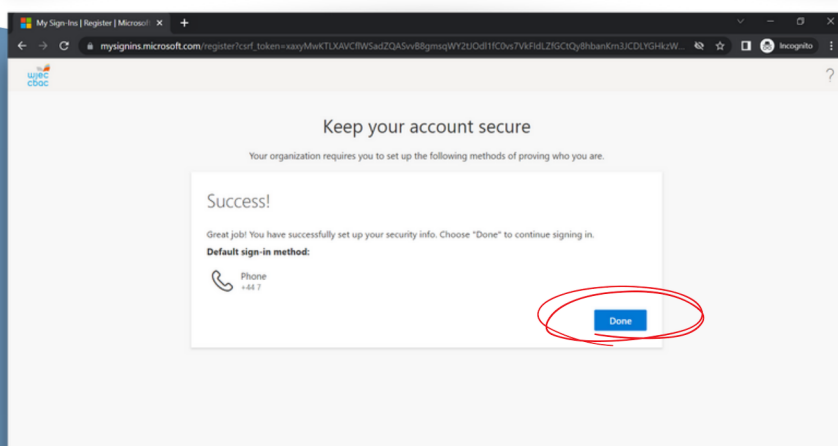 My Sign-Ins | Register | Microsoft
mysignins.microsoft.com/register?csrf_token=
Incognito
wjec
cbac
?
Keep your account secure
Your organization requires you to set up the following methods of proving who you are.
Success!
Great job! You have successfully set up your security info. Choose "Done" to continue signing in.
Default sign-in method:
Phone
+44 7
Done